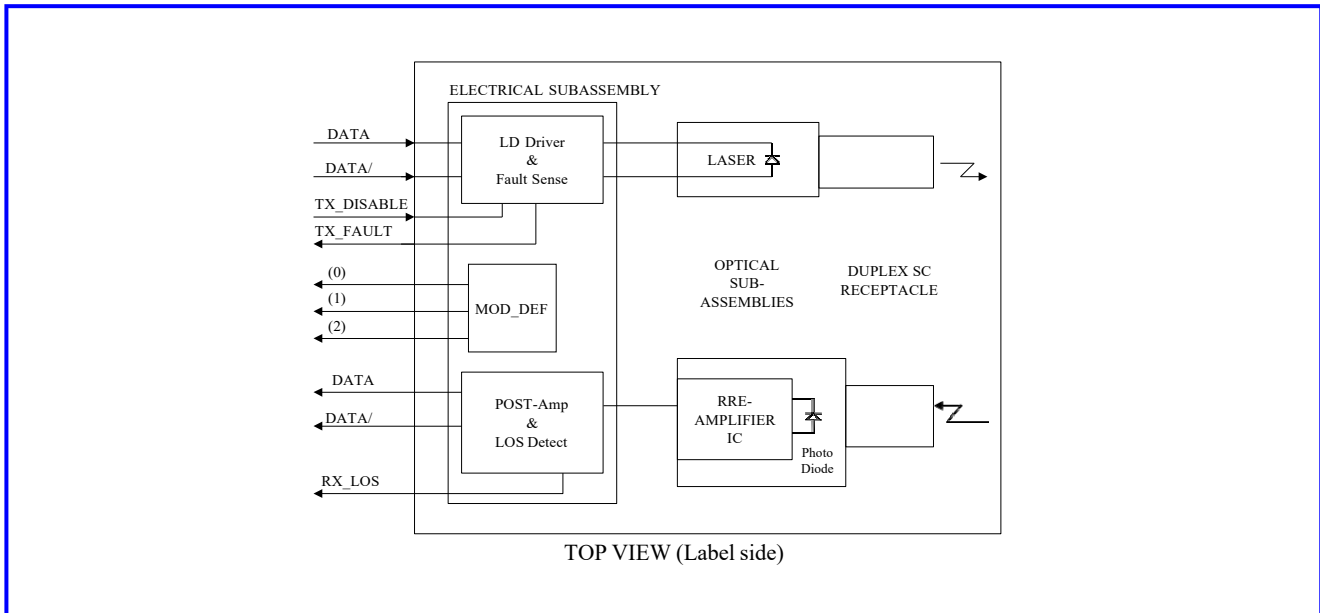 ELECTRICAL SUBASSEMBLY
DATA
DATA/
TX_DISABLE
TX_FAULT
LD Driver
&
Fault Sense
LASER
(0)
(1)
(2)
MOD_DEF
OPTICAL
SUB-
ASSEMBLIES
DUPLEX SC
RECEPTACLE
DATA
DATA/
RX_LOS
POST-Amp
&
LOS Detect
RRE-
AMPLIFIER
IC
Photo
Diode
TOP VIEW (Label side)